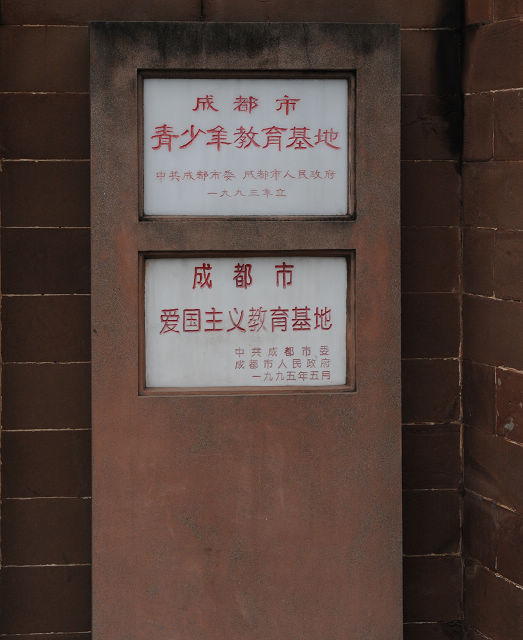 成都市
青少年教育基地
中共成都市委 成都市人民政府
一九九三年立
成都市
爱国主义教育基地
中共成都市委
成都市人民政府
一九九五年五月